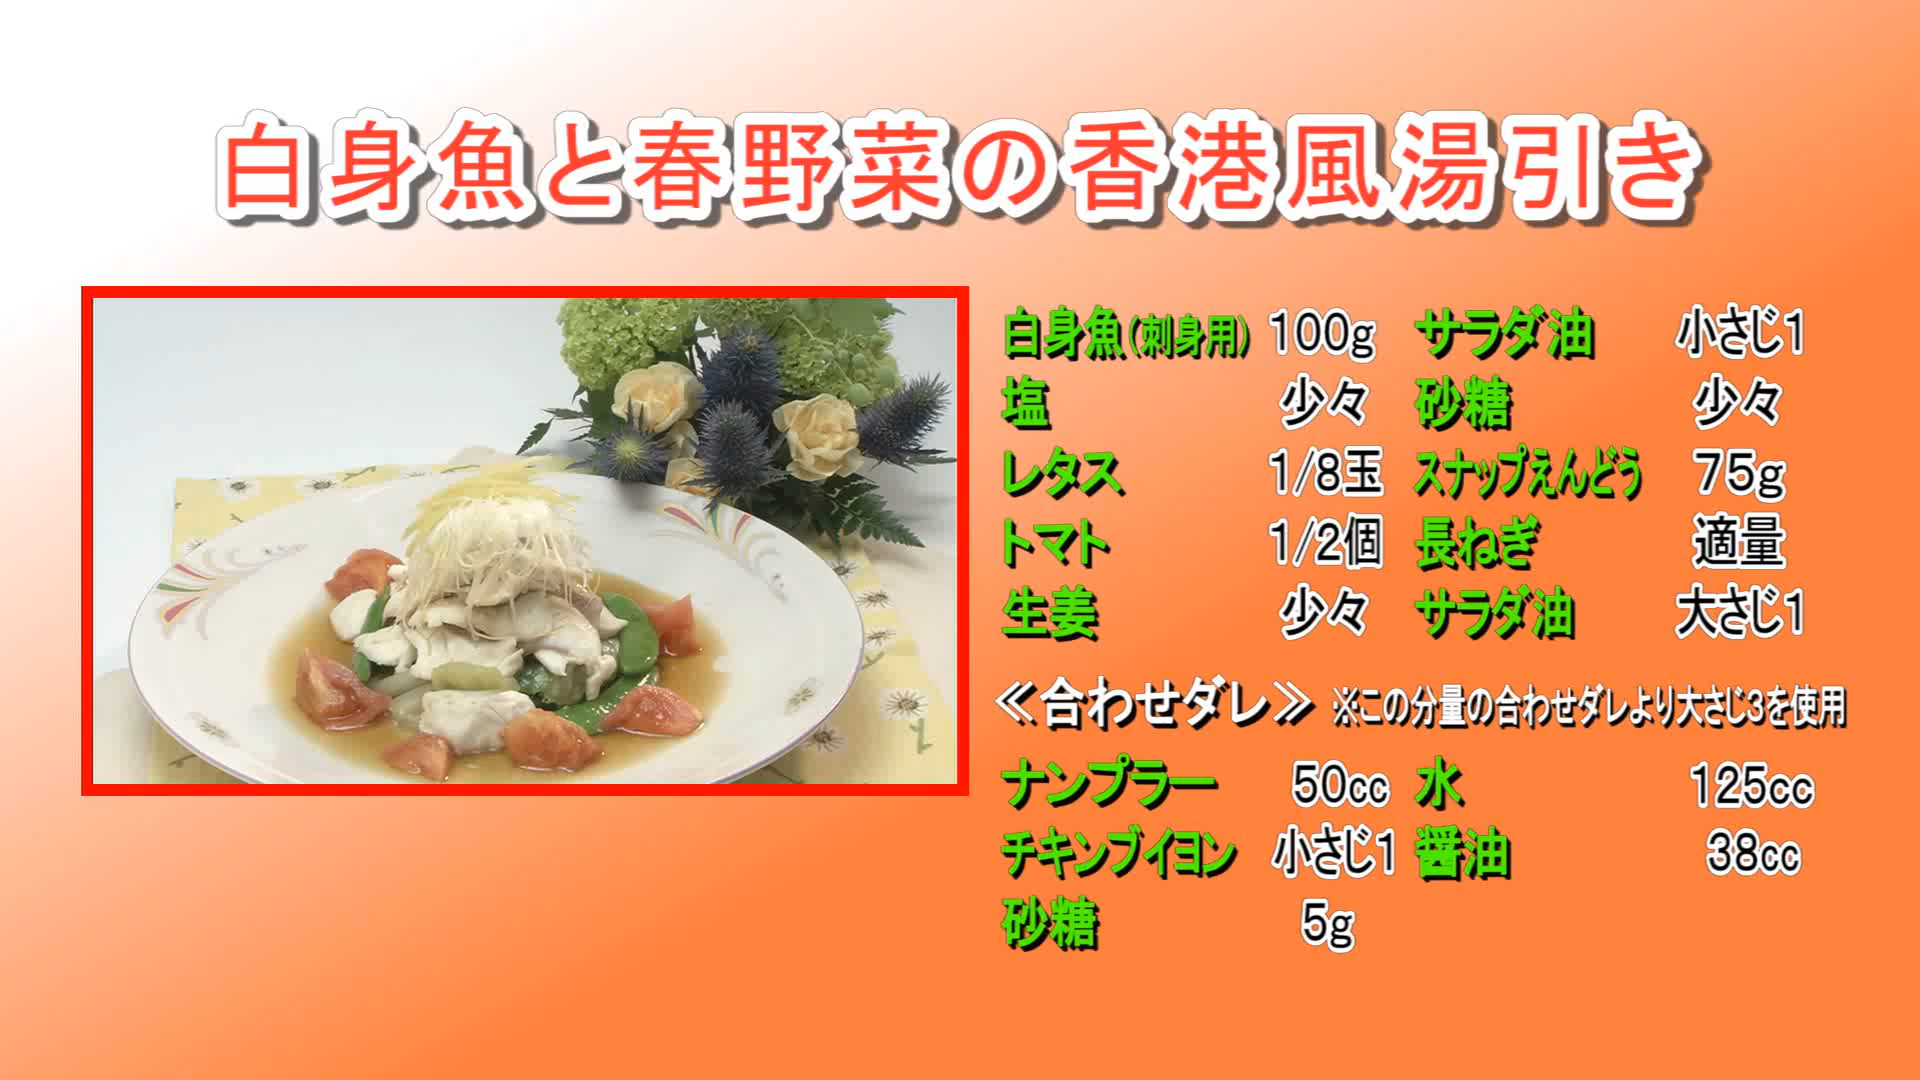 白身魚と春野菜の香港風湯引き
白身魚(刺身用) 100g サラダ油 小さじ1
塩 少々 砂糖 少々
レタス 1/8玉 スナップえんどう 75g
トマト 1/2個 長ねぎ 適量
生姜 少々 サラダ油 大さじ1
≪合わせダレ≫ ※この分量の合わせダレより大さじ3を使用
ナンプラー 50cc 水 125cc
チキンブイヨン 小さじ1 醤油 38cc
砂糖 5g